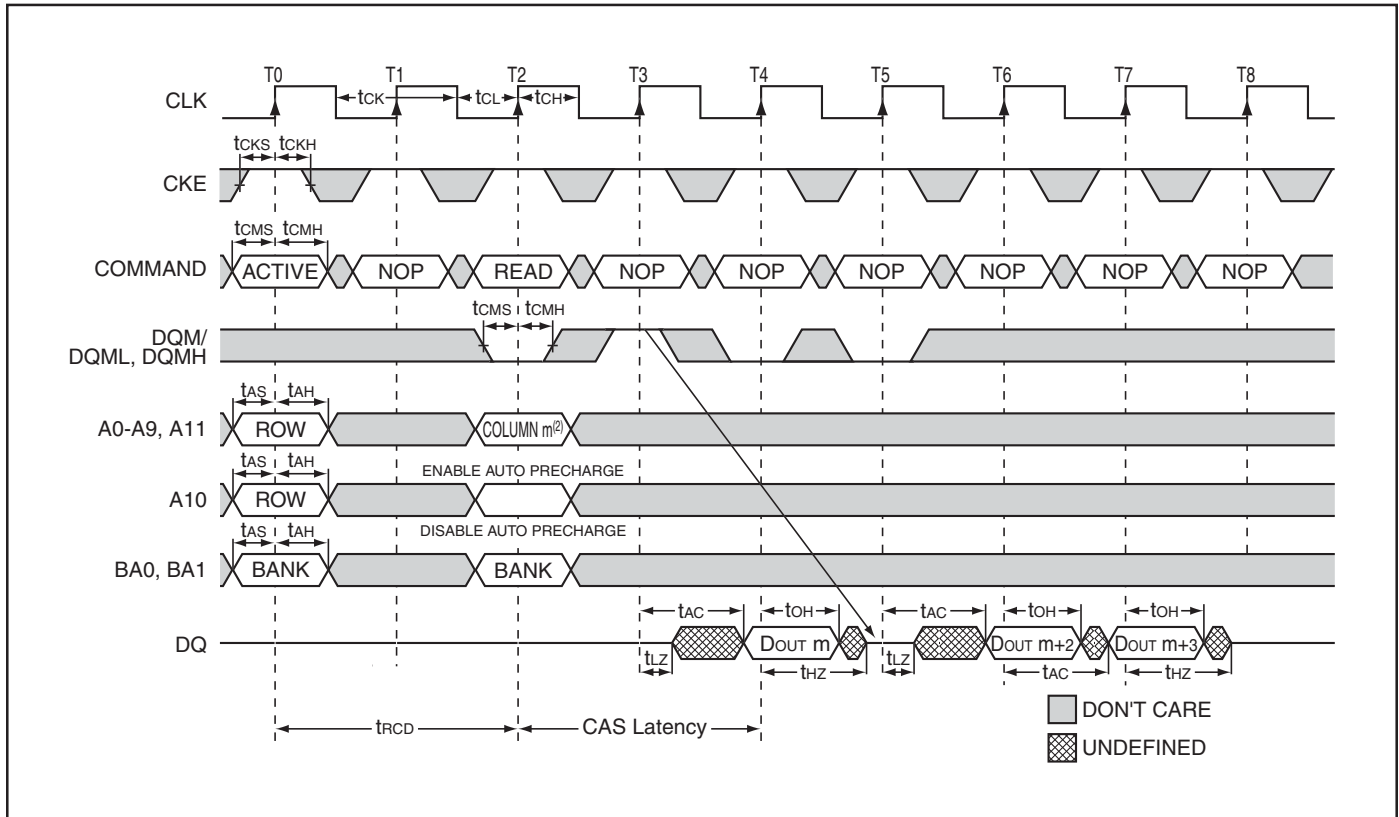 T0 T1 T2 T3 T4 T5 T6 T7 T8
CLK
tCK tCL tCH
tCKS tCKH
CKE
tCMS tCMH
COMMAND ACTIVE NOP READ NOP NOP NOP NOP NOP NOP
tCMS tCMH
DQM/
DQML, DQMH
tAS tAH
A0-A9, A11 ROW COLUMN m(2)
tAS tAH ENABLE AUTO PRECHARGE
A10 ROW
tAS tAH DISABLE AUTO PRECHARGE
BA0, BA1 BANK BANK
tAC tOH tAC tOH tOH
DQ DOUT m DOUT m+2 DOUT m+3
tLZ tHZ tLZ tAC tHZ
DON'T CARE
tRCD CAS Latency
UNDEFINED